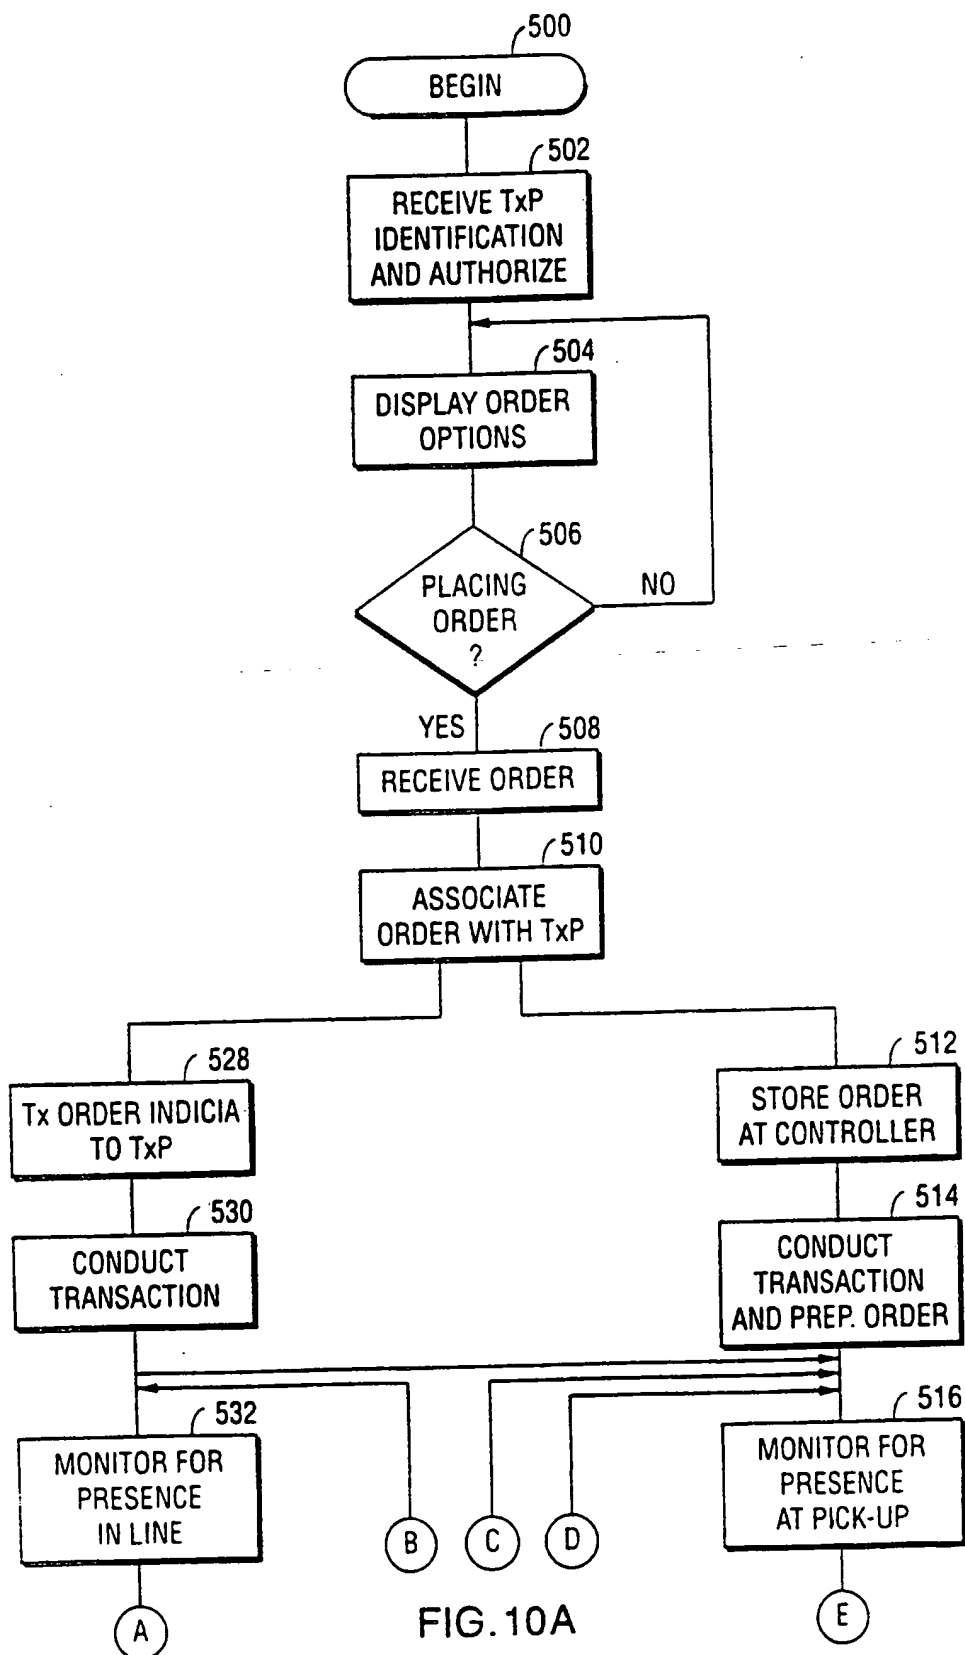 500
BEGIN
502
RECEIVE TxP
IDENTIFICATION
AND AUTHORIZE
504
DISPLAY ORDER
OPTIONS
506
PLACING
ORDER
?
NO
YES
508
RECEIVE ORDER
510
ASSOCIATE
ORDER WITH TxP
528
Tx ORDER INDICIA
TO TxP
512
STORE ORDER
AT CONTROLLER
530
CONDUCT
TRANSACTION
514
CONDUCT
TRANSACTION
AND PREP. ORDER
532
MONITOR FOR
PRESENCE
IN LINE
516
MONITOR FOR
PRESENCE
AT PICK-UP
B
C
D
A
E
FIG.10A